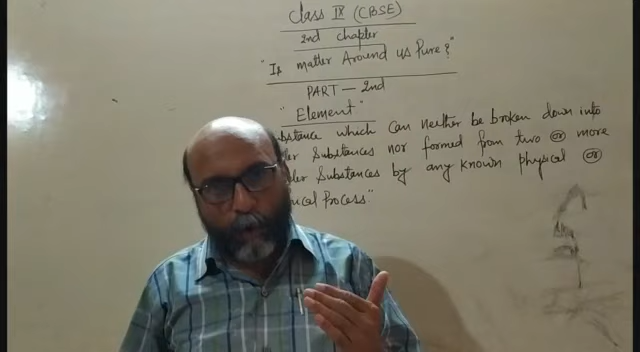 Class IX (CBSE)
2nd chapter
"Is matter Around us Pure?"
PART - 2nd
"Element"
which can neither be broken down into
Substances nor formed from two or more
Substances by any known physical or
Process."